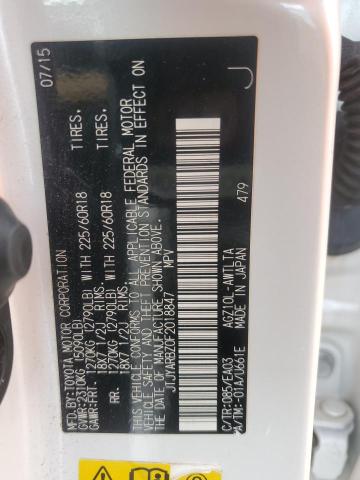 MFD. BY:
TOYOTA MOTOR CORPORATION 07/15
GVWR:2310KG (5090LB)
GAWR:FRT. 1270KG (2790LB) WITH 225/60R18 TIRES,
18X7 1/2J RIMS,
RR. 1270KG (2790LB) WITH 225/60R18 TIRES,
18X7 1/2J RIMS.
CONFORMS TO ALL APPLICABLE FEDERAL MOTOR
VEHICLE SAFETY AND THEFT PREVENTION STANDARDS IN EFFECT ON
THE DATE OF MANUFACTURE SHOWN ABOVE.
JTJYARBZ0F2018847 MPV
J
C/TR:085/EA03 AGZ10L-AWTLTA
A/TM:-01A/U661E MADE IN JAPAN 479